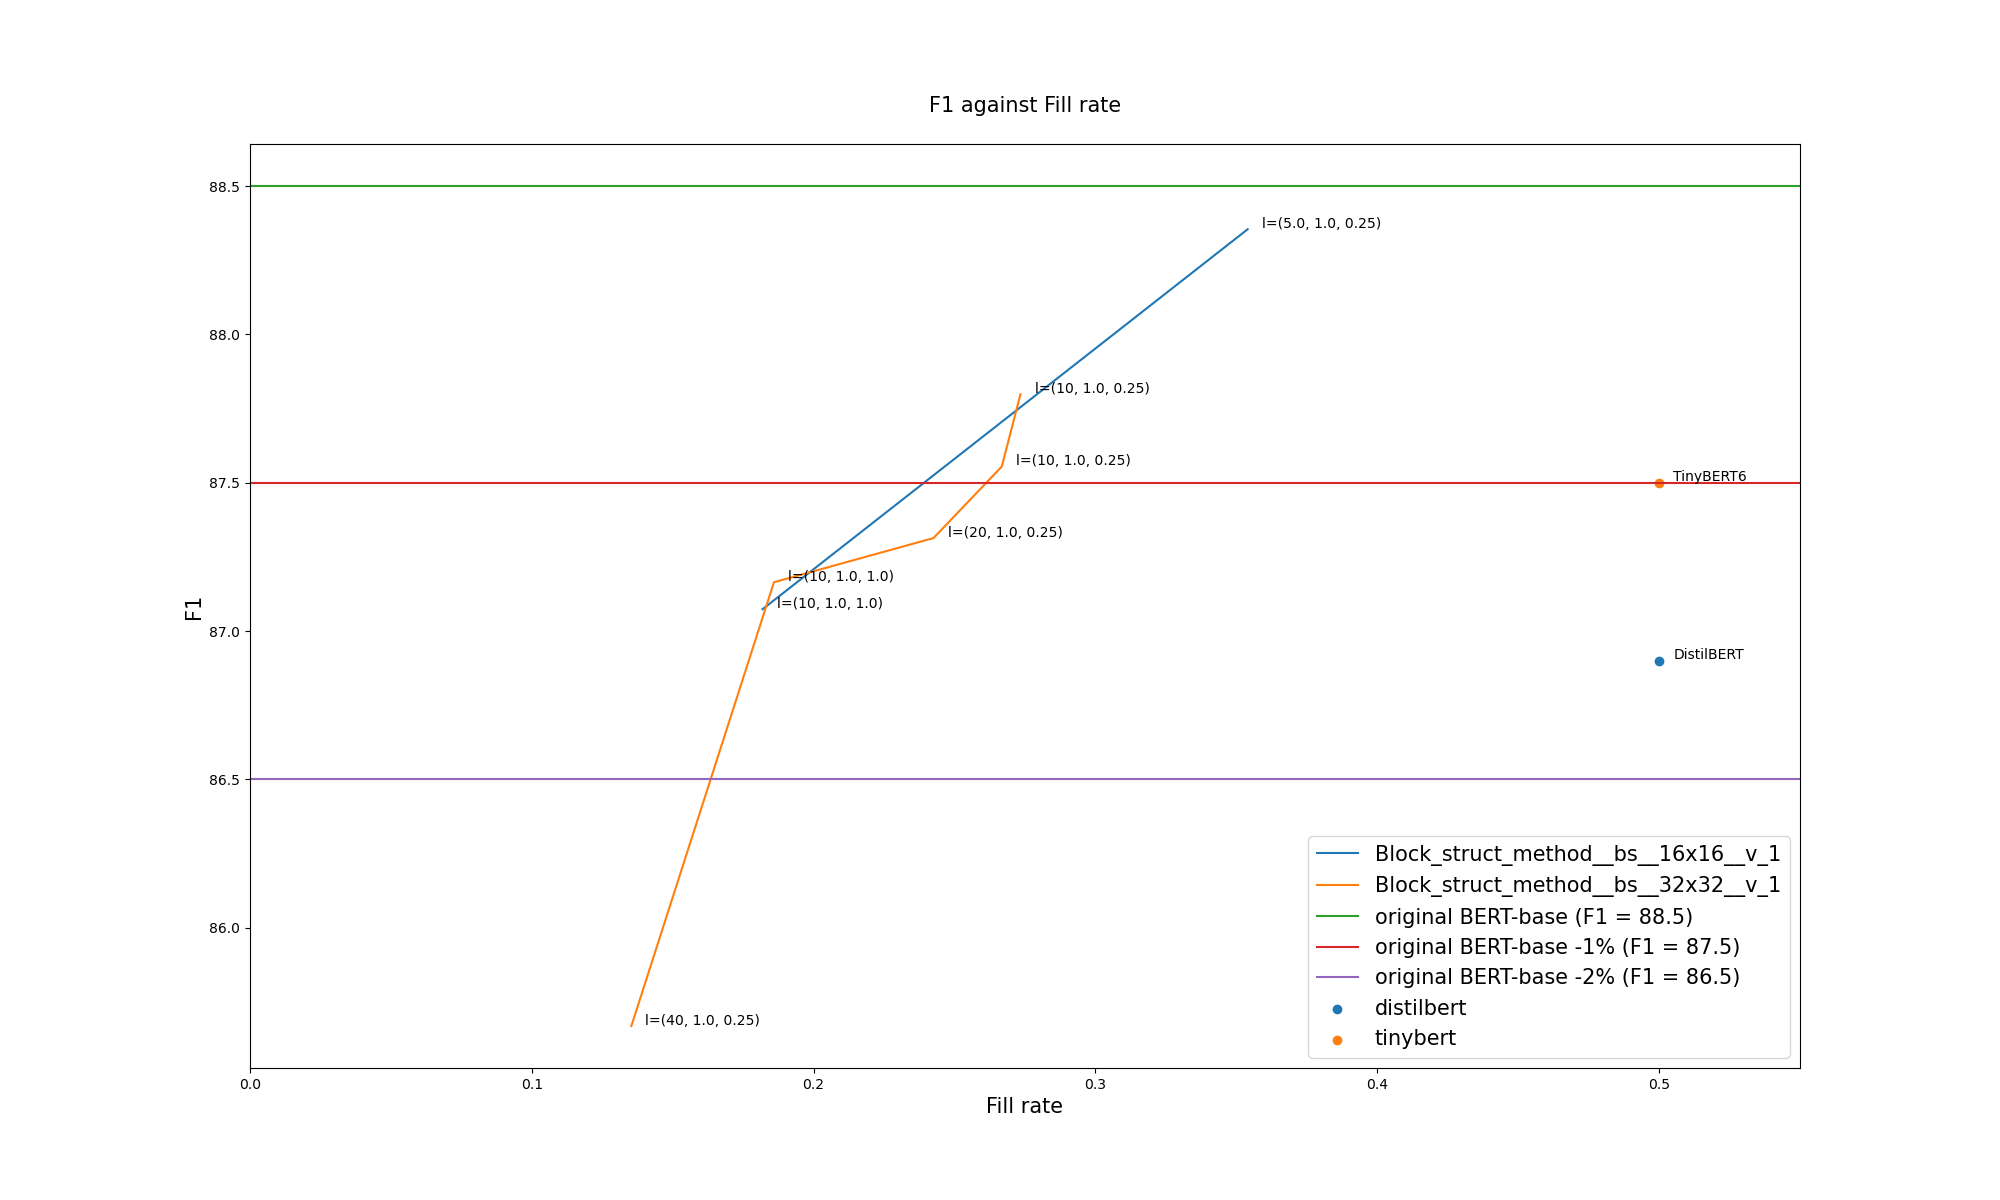 F1 against Fill rate
88.5
l=(5.0, 1.0, 0.25)
88.0
l=(10, 1.0, 0.25)
l=(10, 1.0, 0.25)
87.5
TinyBERT6
l=(20, 1.0, 0.25)
l=(10, 1.0, 1.0)
l=(10, 1.0, 1.0)
F1
87.0
DistilBERT
86.5
86.0
l=(40, 1.0, 0.25)
Block_struct_method__bs__16x16__v_1
Block_struct_method__bs__32x32__v_1
original BERT-base (F1 = 88.5)
original BERT-base -1% (F1 = 87.5)
original BERT-base -2% (F1 = 86.5)
distilbert
tinybert
0.0 0.1 0.2 0.3 0.4 0.5
Fill rate